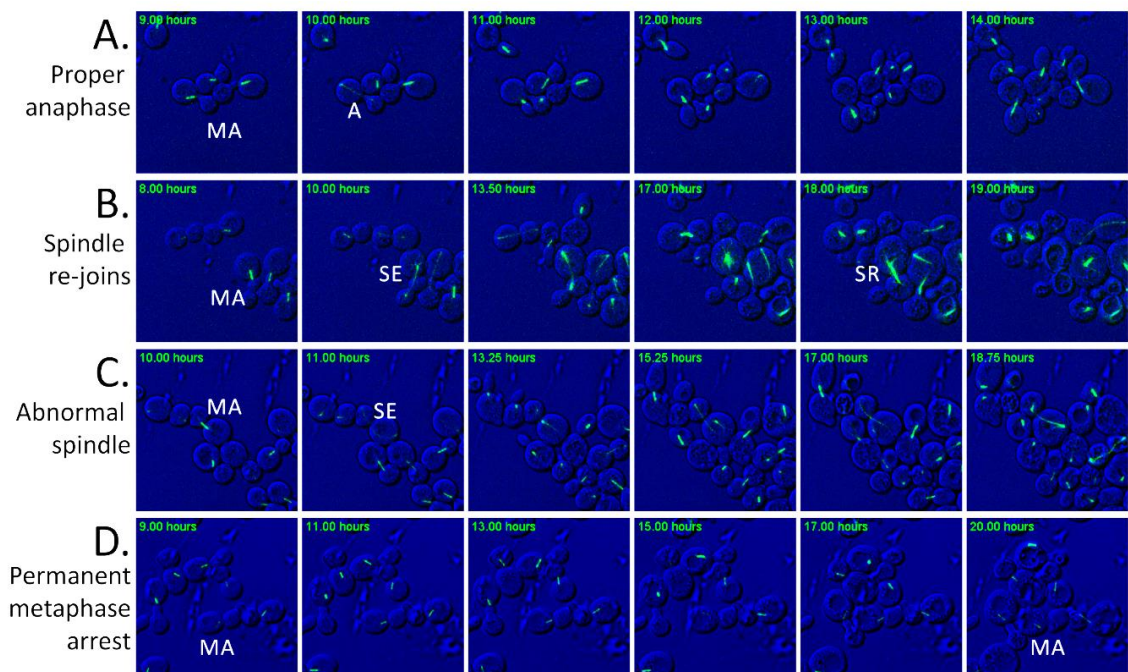 A.
Proper
anaphase
9.00 hours
10.00 hours
11.00 hours
12.00 hours
13.00 hours
14.00 hours
MA
A
B.
Spindle
re-joins
8.00 hours
10.00 hours
13.50 hours
17.00 hours
18.00 hours
19.00 hours
MA
SE
SR
C.
Abnormal
spindle
10.00 hours
11.00 hours
13.25 hours
15.25 hours
17.00 hours
18.75 hours
MA
SE
D.
Permanent
metaphase
arrest
9.00 hours
11.00 hours
13.00 hours
15.00 hours
17.00 hours
20.00 hours
MA
MA